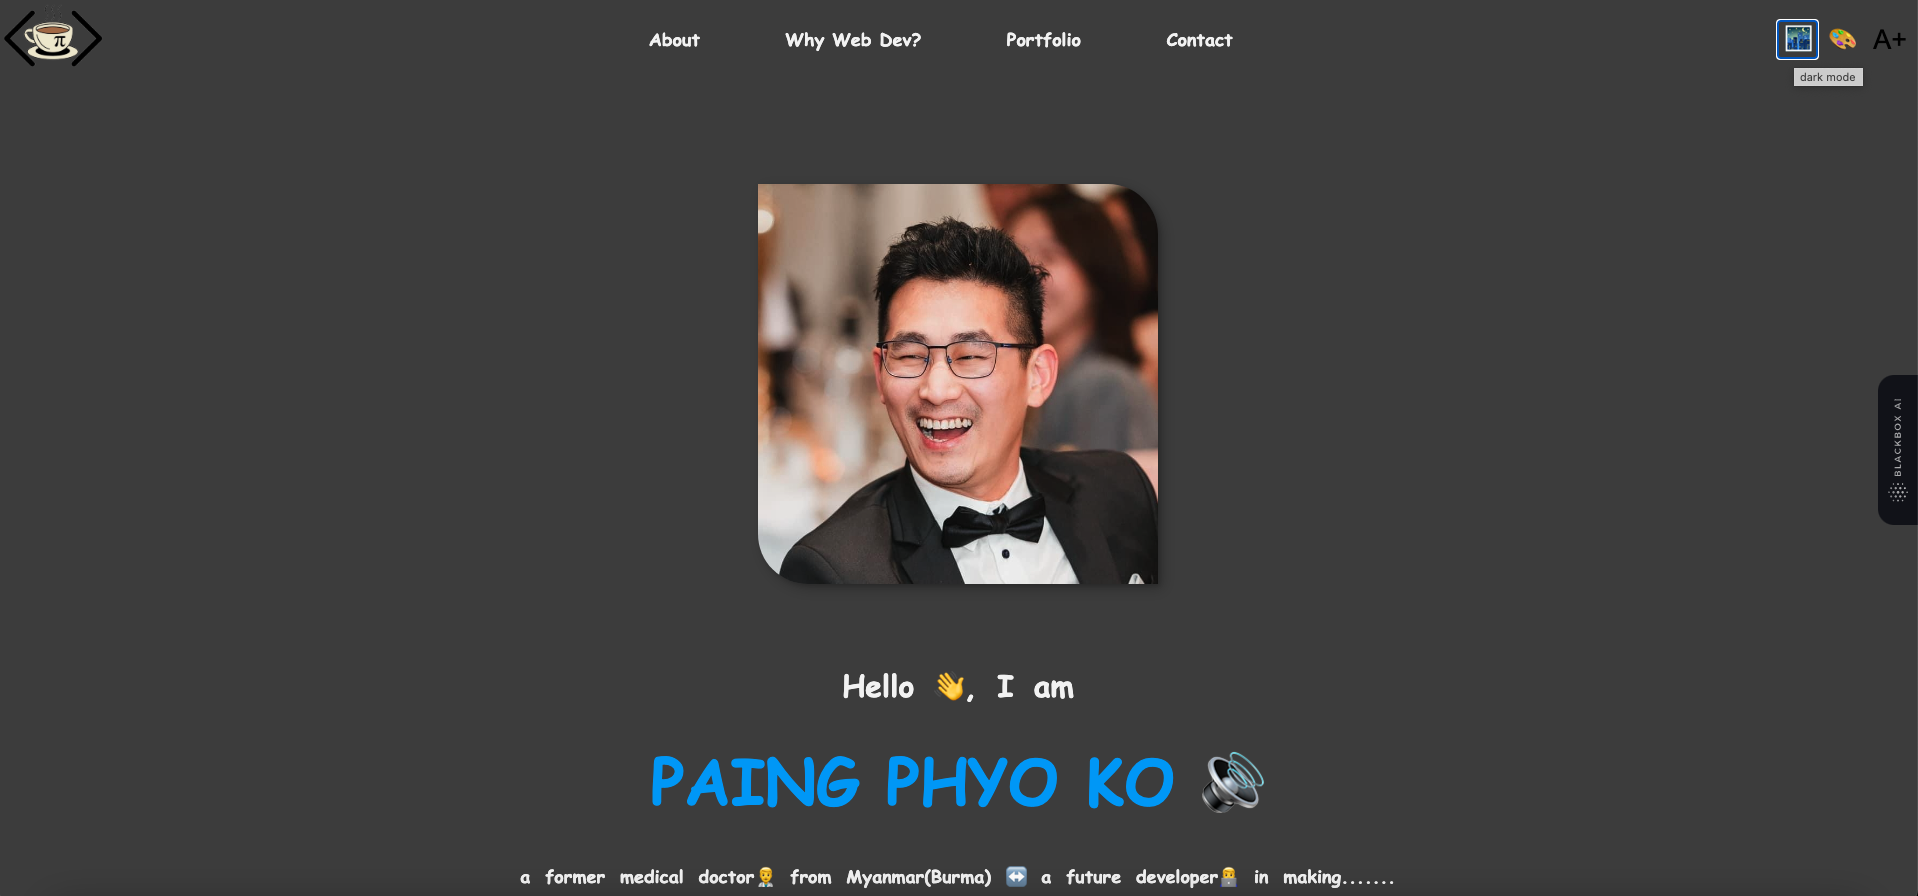 π
About Why Web Dev? Portfolio Contact
A+
dark mode
BLACKBOX AI
Hello 👋, I am
PAING PHYO KO 🔊
a former medical doctor👨‍⚕️ from Myanmar(Burma) ↔️ a future developer👨‍💻 in making.......